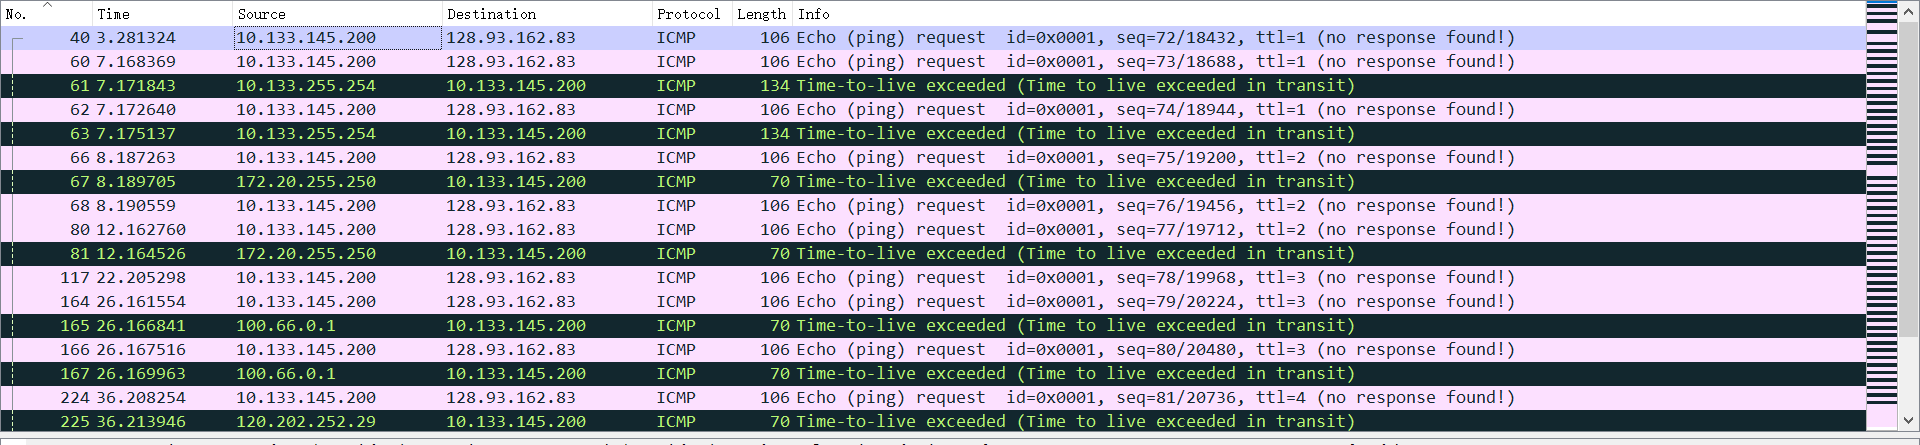 No. Time Source Destination Protocol Length Info
40 3.281324 10.133.145.200 128.93.162.83 ICMP 106 Echo (ping) request id=0x0001, seq=72/18432, ttl=1 (no response found!)
60 7.168369 10.133.145.200 128.93.162.83 ICMP 106 Echo (ping) request id=0x0001, seq=73/18688, ttl=1 (no response found!)
61 7.171843 10.133.255.254 10.133.145.200 ICMP 134 Time-to-live exceeded (Time to live exceeded in transit)
62 7.172640 10.133.145.200 128.93.162.83 ICMP 106 Echo (ping) request id=0x0001, seq=74/18944, ttl=1 (no response found!)
63 7.175137 10.133.255.254 10.133.145.200 ICMP 134 Time-to-live exceeded (Time to live exceeded in transit)
66 8.187263 10.133.145.200 128.93.162.83 ICMP 106 Echo (ping) request id=0x0001, seq=75/19200, ttl=2 (no response found!)
67 8.189705 172.20.255.250 10.133.145.200 ICMP 70 Time-to-live exceeded (Time to live exceeded in transit)
68 8.190559 10.133.145.200 128.93.162.83 ICMP 106 Echo (ping) request id=0x0001, seq=76/19456, ttl=2 (no response found!)
80 12.162760 10.133.145.200 128.93.162.83 ICMP 106 Echo (ping) request id=0x0001, seq=77/19712, ttl=2 (no response found!)
81 12.164526 172.20.255.250 10.133.145.200 ICMP 70 Time-to-live exceeded (Time to live exceeded in transit)
117 22.205298 10.133.145.200 128.93.162.83 ICMP 106 Echo (ping) request id=0x0001, seq=78/19968, ttl=3 (no response found!)
164 26.161554 10.133.145.200 128.93.162.83 ICMP 106 Echo (ping) request id=0x0001, seq=79/20224, ttl=3 (no response found!)
165 26.166841 100.66.0.1 10.133.145.200 ICMP 70 Time-to-live exceeded (Time to live exceeded in transit)
166 26.167516 10.133.145.200 128.93.162.83 ICMP 106 Echo (ping) request id=0x0001, seq=80/20480, ttl=3 (no response found!)
167 26.169963 100.66.0.1 10.133.145.200 ICMP 70 Time-to-live exceeded (Time to live exceeded in transit)
224 36.208254 10.133.145.200 128.93.162.83 ICMP 106 Echo (ping) request id=0x0001, seq=81/20736, ttl=4 (no response found!)
225 36.213946 120.202.252.29 10.133.145.200 ICMP 70 Time-to-live exceeded (Time to live exceeded in transit)